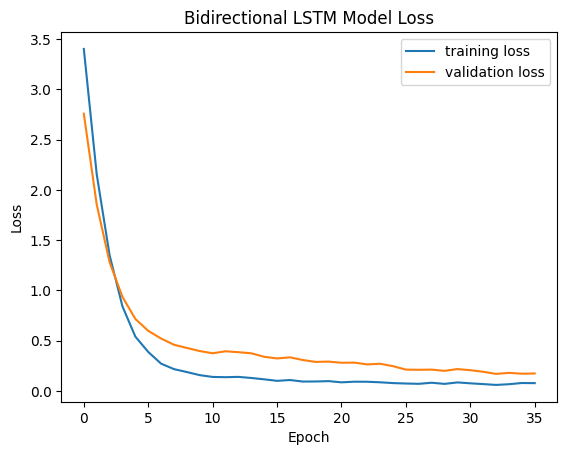 Bidirectional LSTM Model Loss
training loss
validation loss
3.5
3.0
2.5
2.0
1.5
1.0
0.5
0.0
Loss
0 5 10 15 20 25 30 35
Epoch